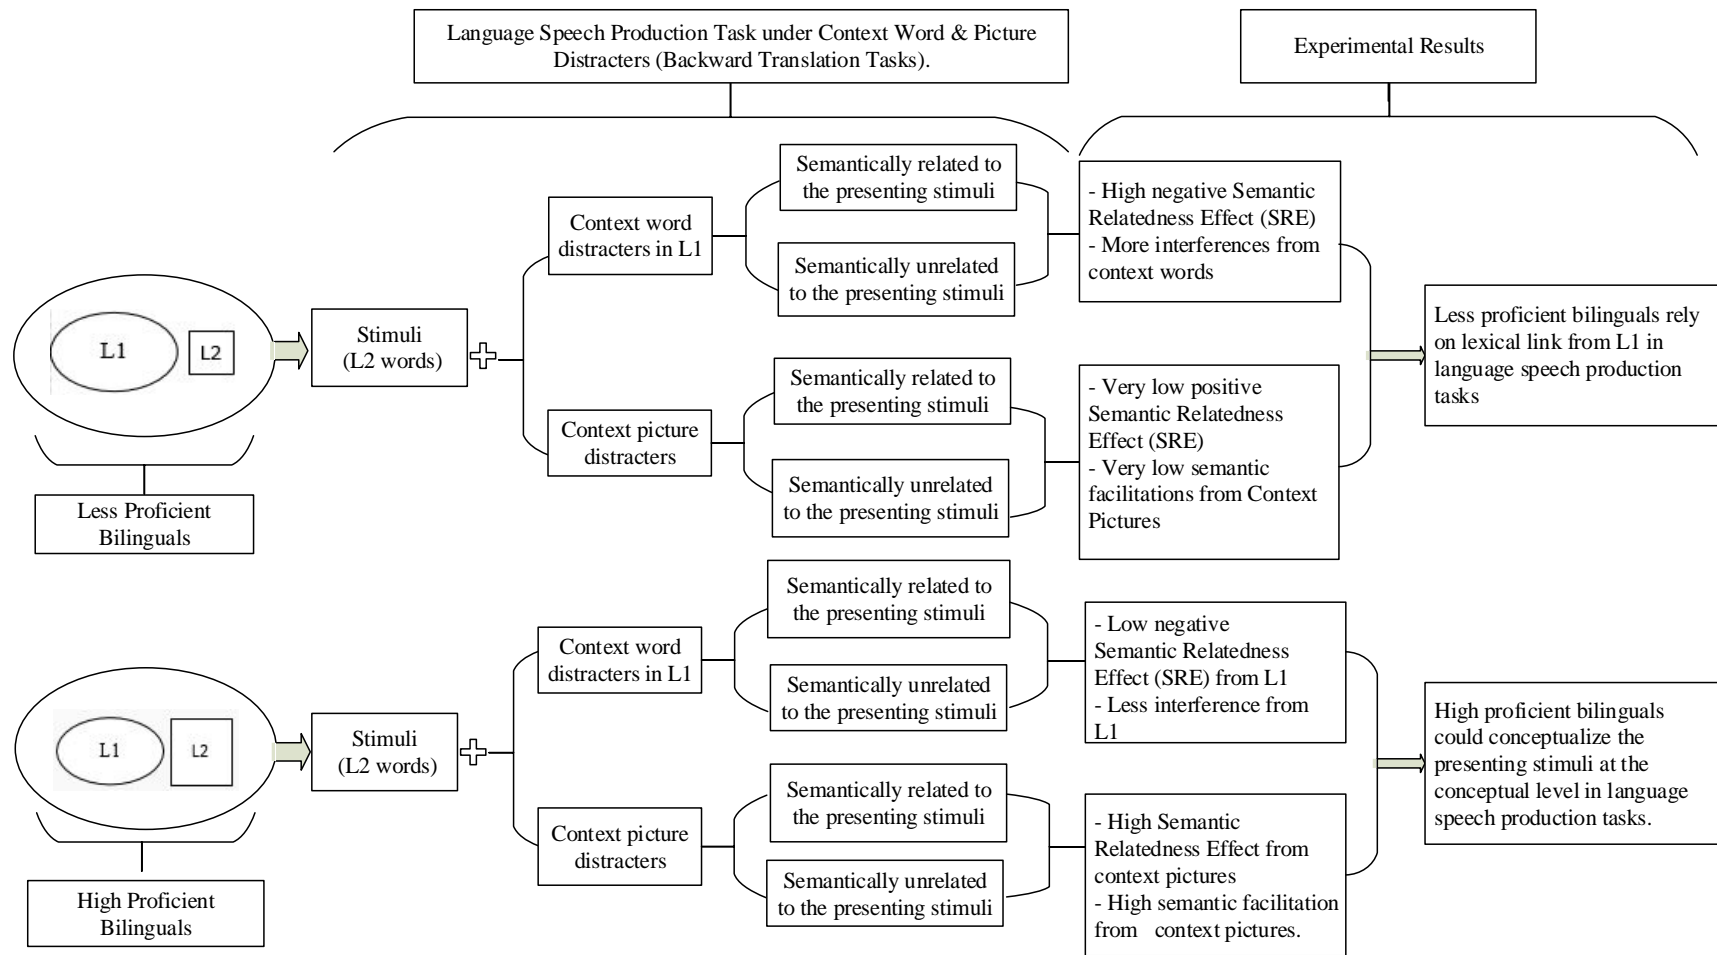 Language Speech Production Task under Context Word & Picture
Distracters (Backward Translation Tasks).
Experimental Results
L1
L2
Less Proficient
Bilinguals
Stimuli
(L2 words)
Context word
distracters in L1
Semantically related to
the presenting stimuli
Semantically unrelated
to the presenting stimuli
- High negative Semantic
Relatedness Effect (SRE)
- More interferences from
context words
Context picture
distracters
Semantically related to
the presenting stimuli
Semantically unrelated
to the presenting stimuli
- Very low positive
Semantic Relatedness
Effect (SRE)
- Very low semantic
facilitations from Context
Pictures
Less proficient bilinguals rely
on lexical link from L1 in
language speech production
tasks
L1
L2
High Proficient
Bilinguals
Stimuli
(L2 words)
Context word
distracters in L1
Semantically related to
the presenting stimuli
Semantically unrelated
to the presenting stimuli
- Low negative
Semantic Relatedness
Effect (SRE) from L1
- Less interference from
L1
Context picture
distracters
Semantically related to
the presenting stimuli
Semantically unrelated
to the presenting stimuli
- High Semantic
Relatedness Effect from
context pictures
- High semantic facilitation
from context pictures.
High proficient bilinguals
could conceptualize the
presenting stimuli at the
conceptual level in language
speech production tasks.